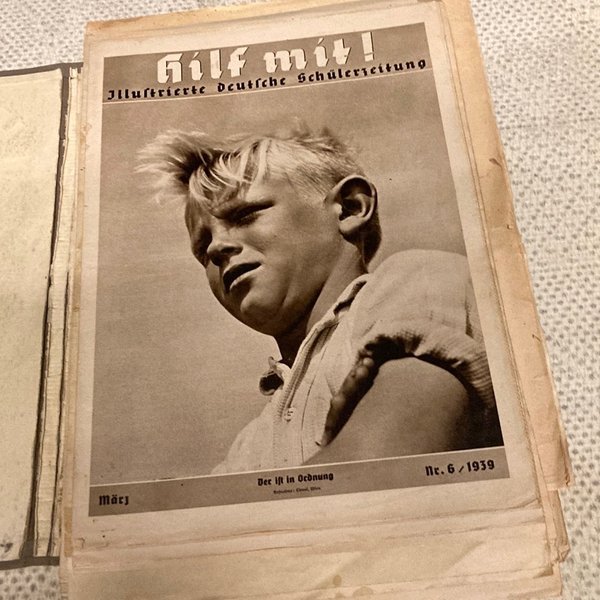 Hilf mit!
Illustrierte deutsche Schülerzeitung
Der ist in Ordnung
März
Nr. 6/1939